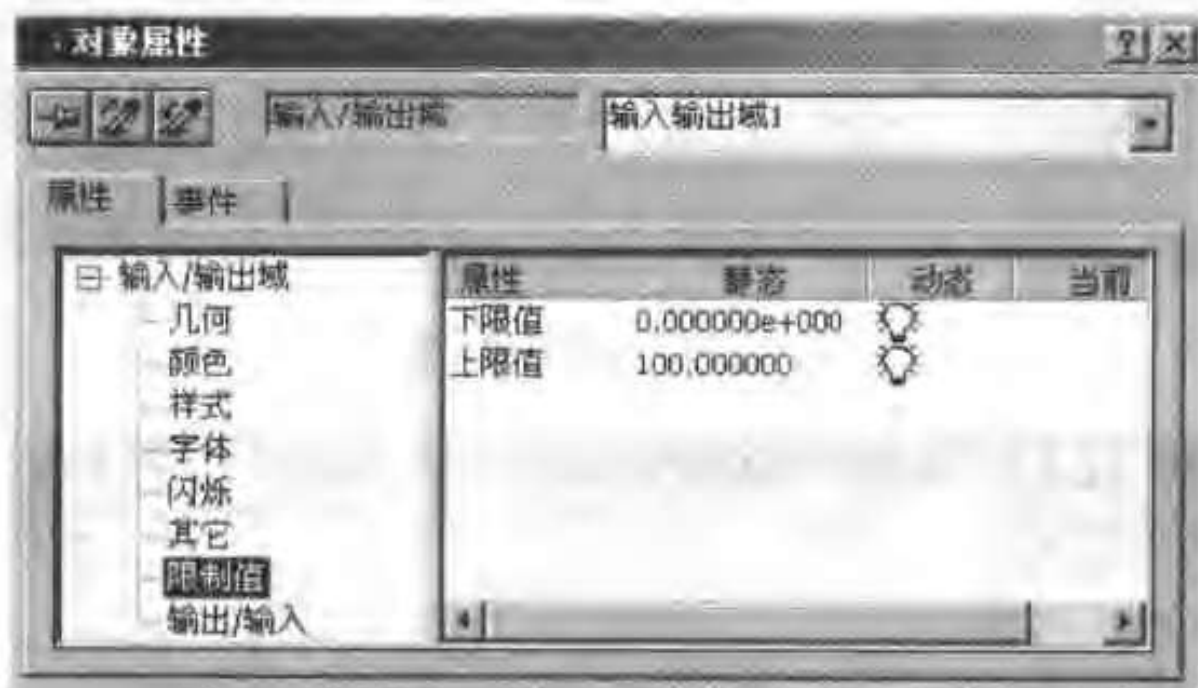 对象属性
输入/输出域 输入输出域1
属性 事件
输入/输出域
几何
颜色
样式
字体
闪烁
其它
限制值
输出/输入
属性 静态 动态 当前
下限值 0.000000e+000
上限值 100.000000